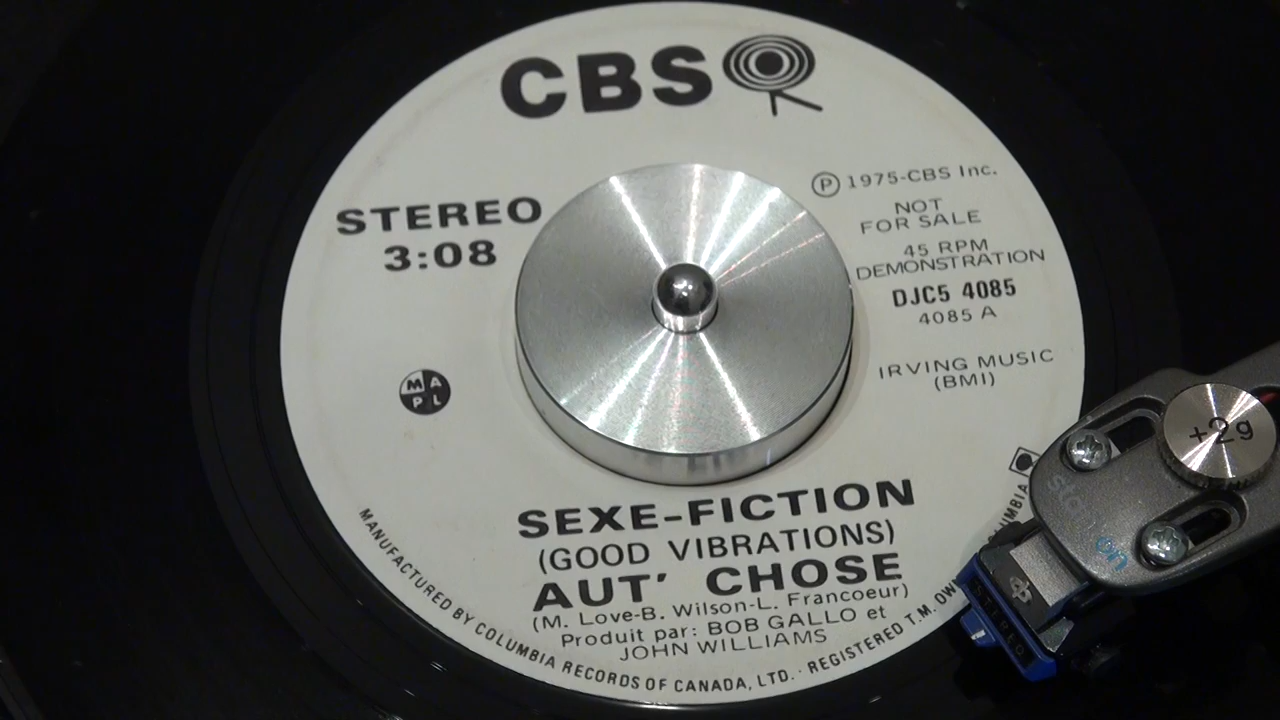 CBS
STEREO
3:08
Ⓟ 1975-CBS Inc.
NOT
FOR SALE
45 RPM
DEMONSTRATION
DJC5 4085
4085 A
IRVING MUSIC
(BMI)
M A
P L
SEXE-FICTION
(GOOD VIBRATIONS)
AUT' CHOSE
(M. Love-B. Wilson-L. Francoeur)
Produit par: BOB GALLO et
JOHN WILLIAMS
MANUFACTURED BY COLUMBIA RECORDS OF CANADA, LTD. · REGISTERED T.M.
+2g
on